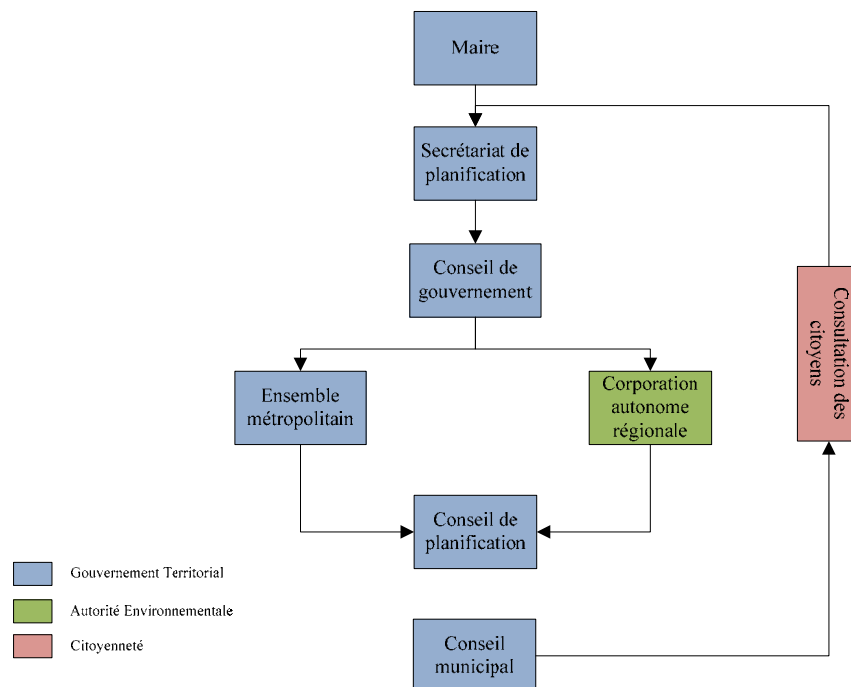 Maire
Secrétariat de
planification
Conseil de
gouvernement
Consultation des
citoyens
Ensemble
métropolitain
Corporation
autonome
régionale
Conseil de
planification
Gouvernement Territorial
Autorité Environnementale
Citoyenneté
Conseil
municipal